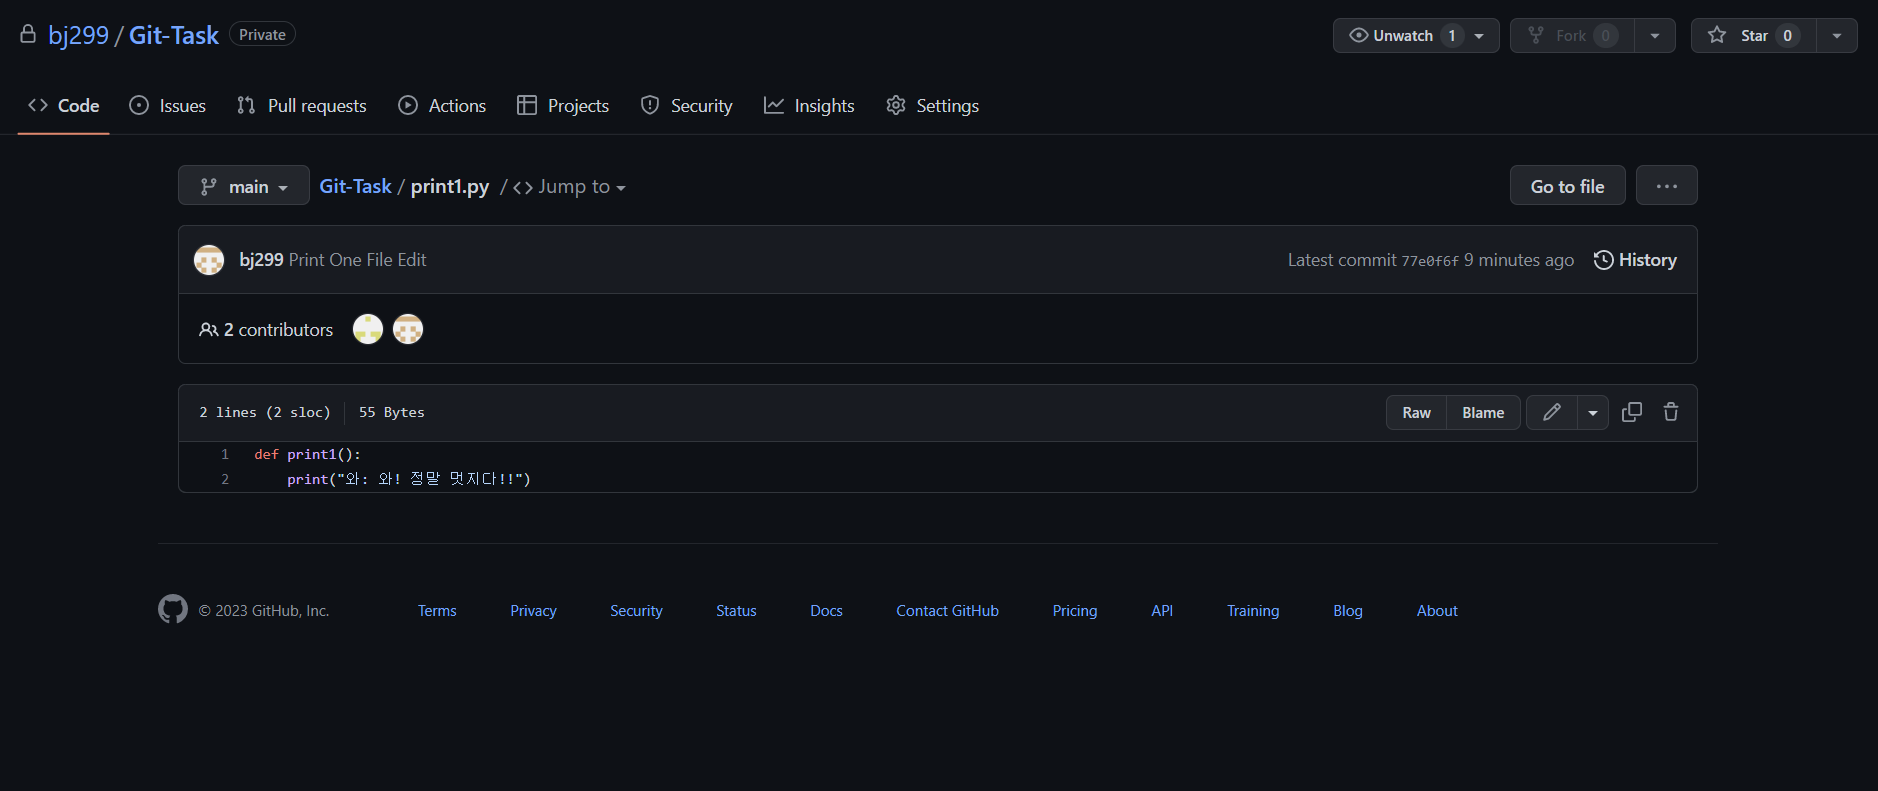 bj299 / Git-Task Private
Unwatch 1
Fork 0
Star 0
Code Issues Pull requests Actions Projects Security Insights Settings
main Git-Task / print1.py / <> Jump to
Go to file ...
bj299 Print One File Edit
Latest commit 77e0f6f 9 minutes ago History
2 contributors
2 lines (2 sloc) 55 Bytes
Raw Blame
1 def print1():
2 print("와: 와! 정말 멋지다!!")
© 2023 GitHub, Inc. Terms Privacy Security Status Docs Contact GitHub Pricing API Training Blog About